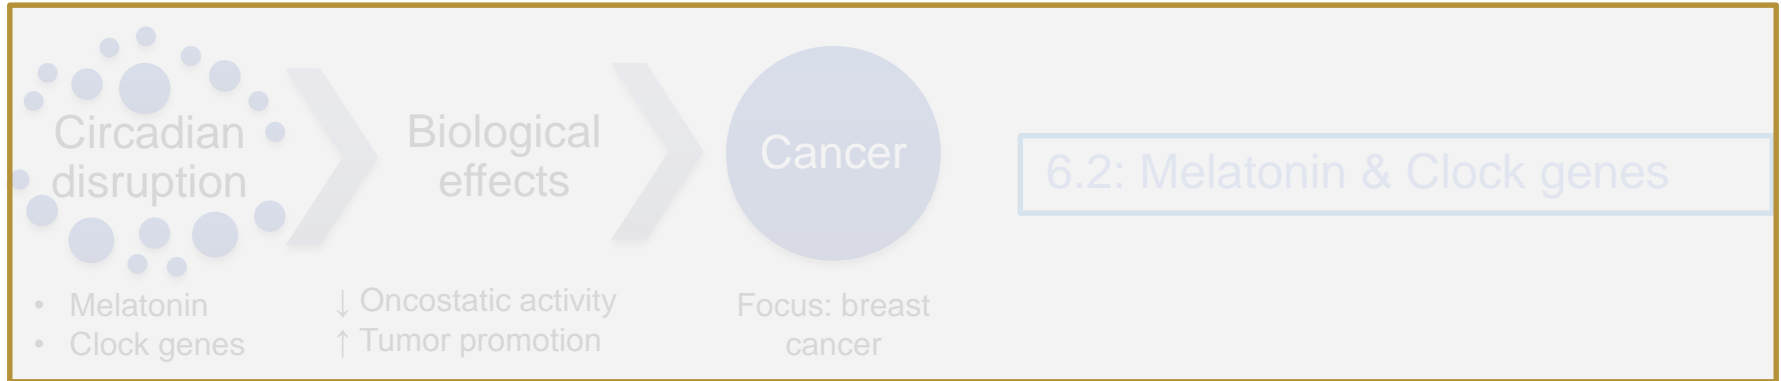 Circadian
disruption
• Melatonin
• Clock genes
Biological
effects
↓ Oncostatic activity
↑ Tumor promotion
Cancer
Focus: breast
cancer
6.2: Melatonin & Clock genes